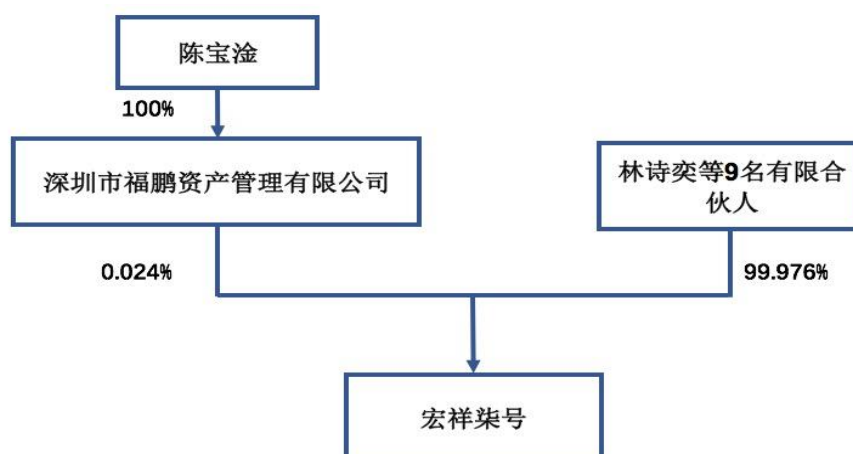 陈宝淦
100%
深圳市福鹏资产管理有限公司
林诗奕等9名有限合
伙人
0.024%
99.976%
宏祥柒号